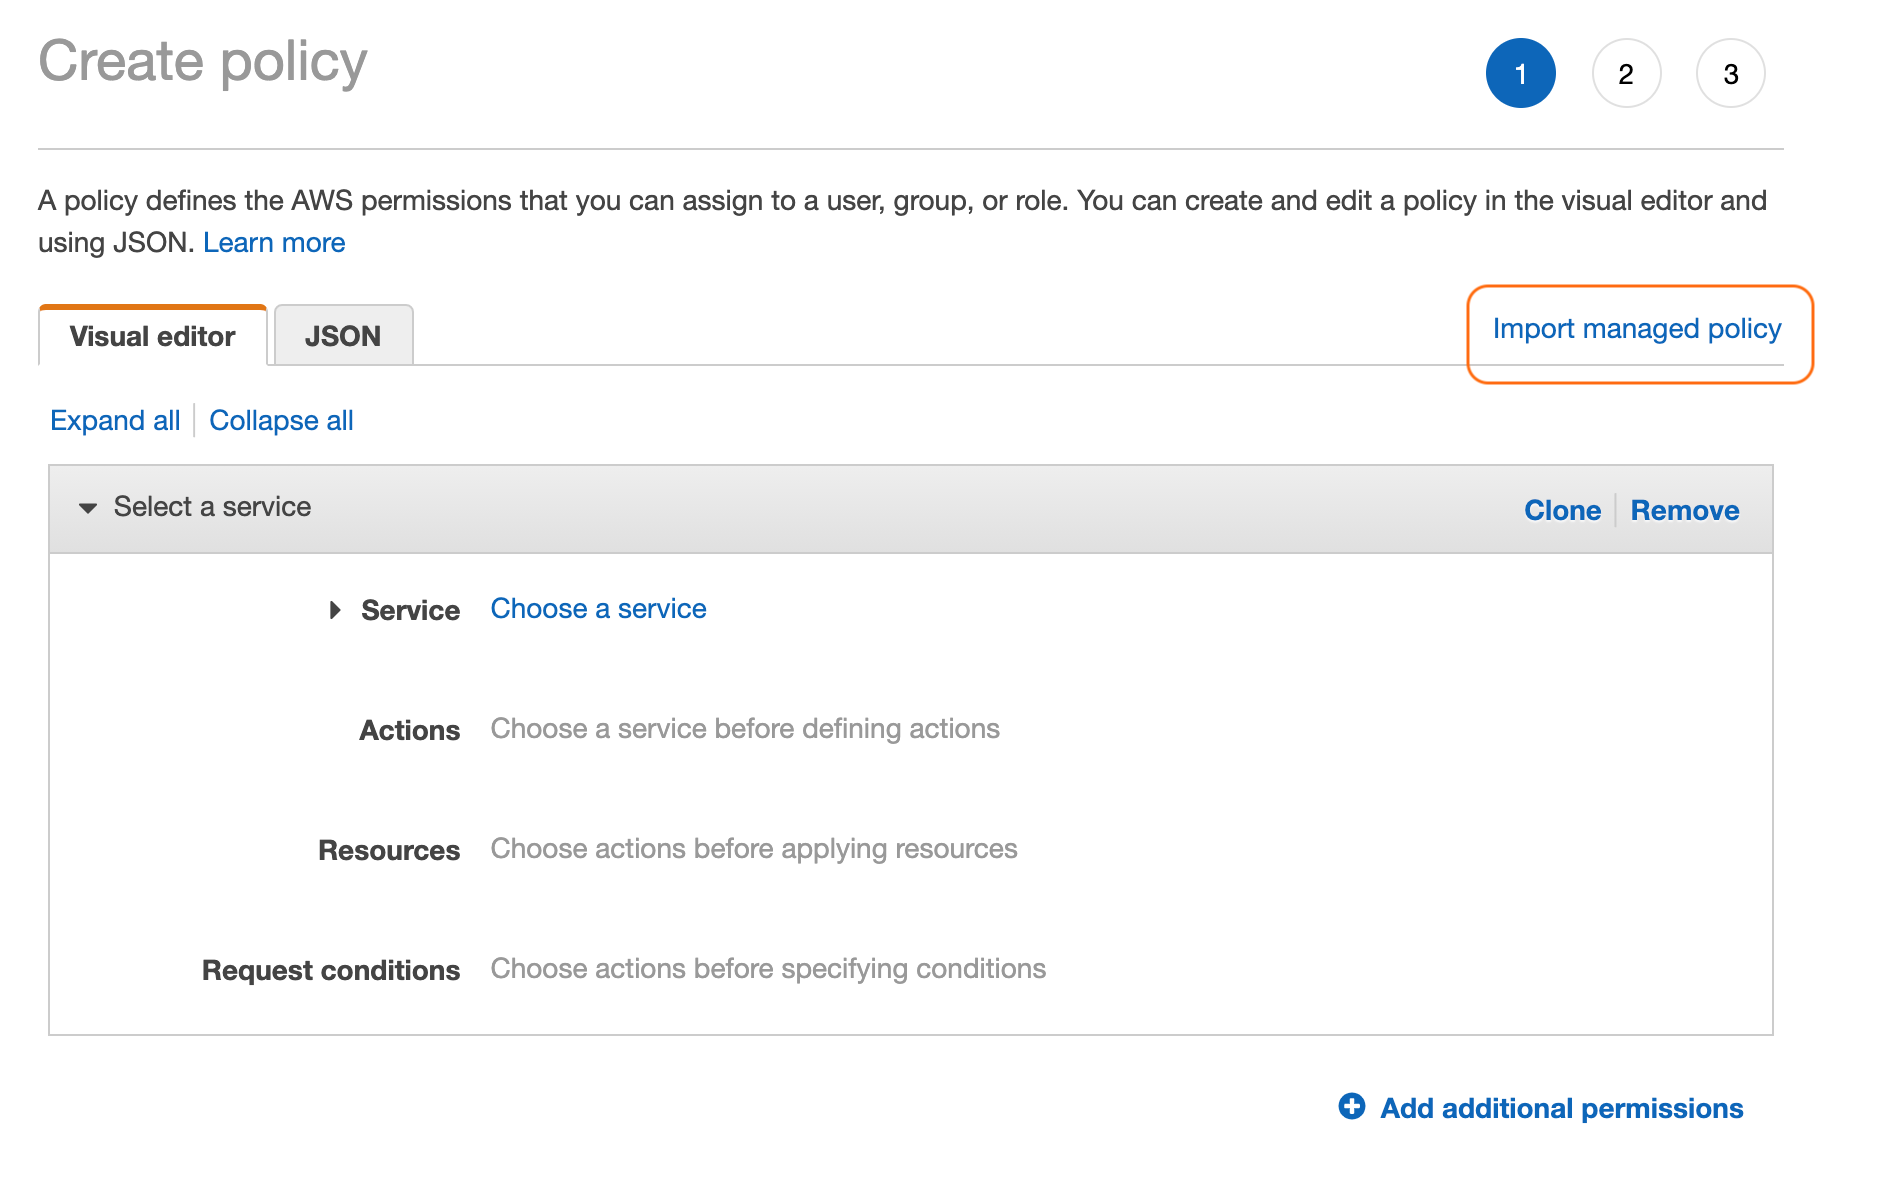 Create policy
1 2 3
A policy defines the AWS permissions that you can assign to a user, group, or role. You can create and edit a policy in the visual editor and
using JSON. Learn more
Visual editor JSON Import managed policy
Expand all Collapse all
Select a service Clone Remove
Service Choose a service
Actions Choose a service before defining actions
Resources Choose actions before applying resources
Request conditions Choose actions before specifying conditions
Add additional permissions